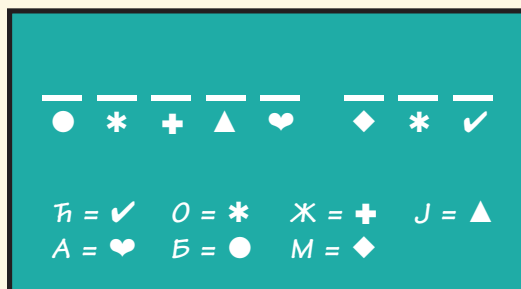 Ћ = ✔ О = ✱ Ж = ✚ Ј = ▲
А = ❤ Б = ● М = ◆